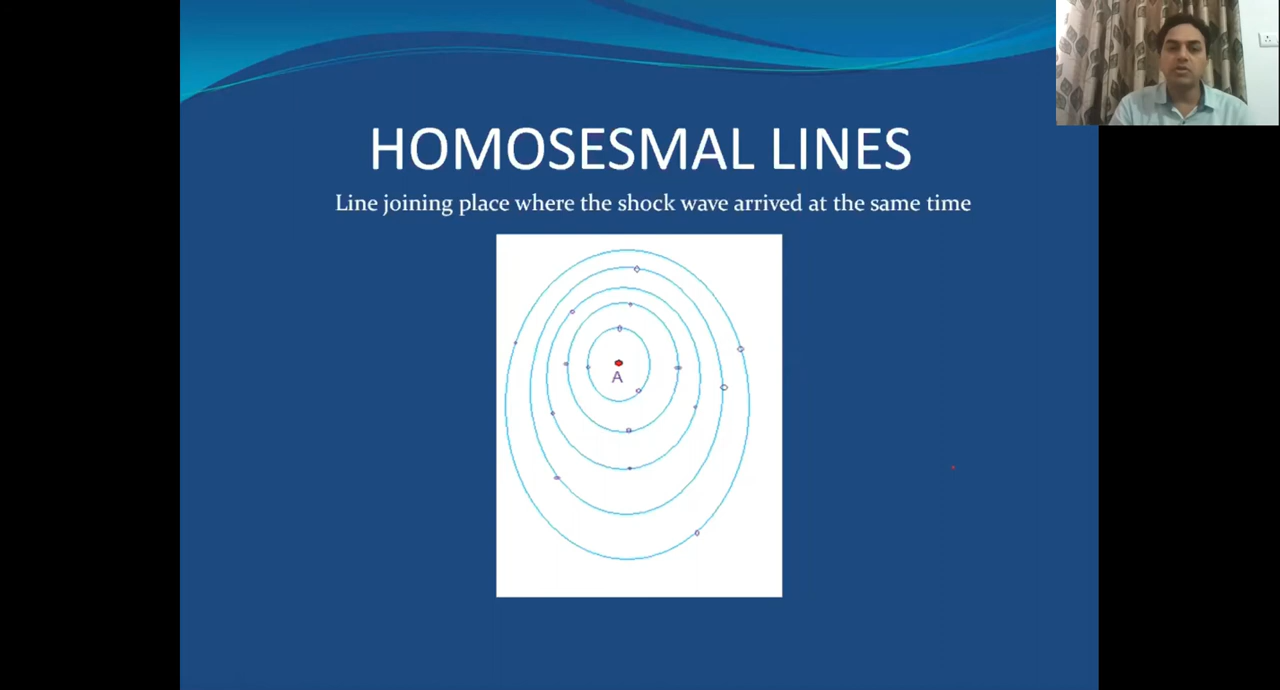 HOMOSESMAL LINES
Line joining place where the shock wave arrived at the same time
A